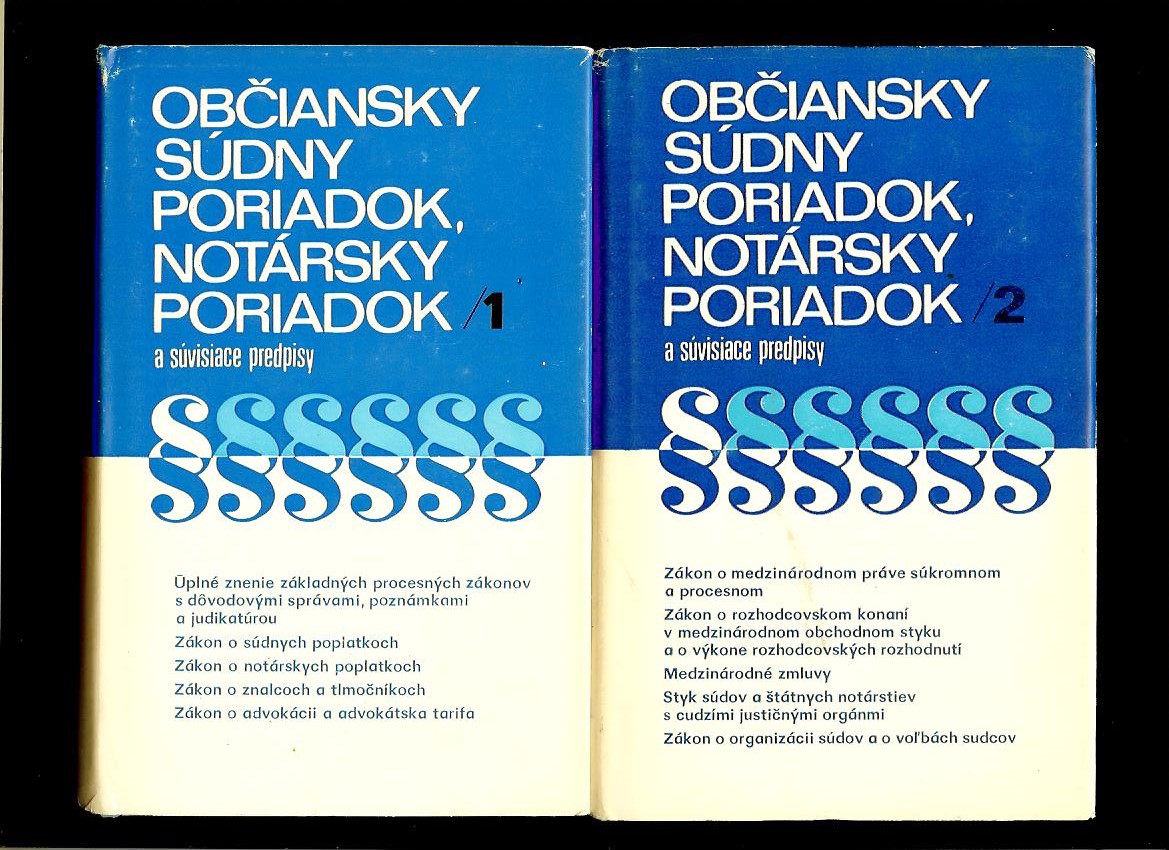 OBČIANSKY
SÚDNY
PORIADOK,
NOTÁRSKY
PORIADOK /1
a súvisiace predpisy
§§§§§§
Úplné znenie základných procesných zákonov
s dôvodovými správami, poznámkami
a judikatúrou
Zákon o súdnych poplatkoch
Zákon o notárskych poplatkoch
Zákon o znalcoch a tlmočníkoch
Zákon o advokácii a advokátska tarifa
OBČIANSKY
SÚDNY
PORIADOK,
NOTÁRSKY
PORIADOK /2
a súvisiace predpisy
§§§§§§
Zákon o medzinárodnom práve súkromnom
a procesnom
Zákon o rozhodcovskom konaní
v medzinárodnom obchodnom styku
a o výkone rozhodcovských rozhodnutí
Medzinárodné zmluvy
Styk súdov a štátnych notárstiev
s cudzími justičnými orgánmi
Zákon o organizácii súdov a o voľbách sudcov